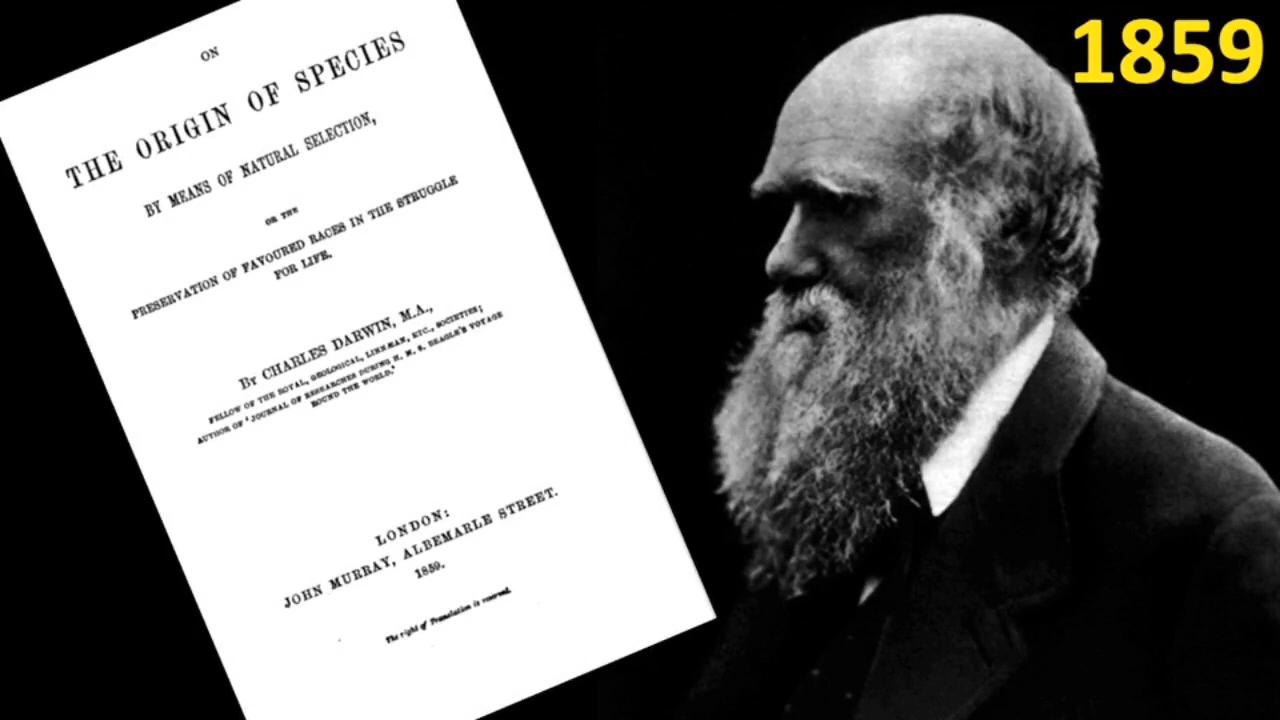 ON
THE ORIGIN OF SPECIES
BY MEANS OF NATURAL SELECTION,
OR THE
PRESERVATION OF FAVOURED RACES IN THE STRUGGLE
FOR LIFE.
BY CHARLES DARWIN, M.A.,
FELLOW OF THE ROYAL, GEOLOGICAL, LINNÆAN, ETC., SOCIETIES;
AUTHOR OF 'JOURNAL OF RESEARCHES DURING H. M. S. BEAGLE'S VOYAGE
ROUND THE WORLD.'
LONDON:
JOHN MURRAY, ALBEMARLE STREET.
1859.
The right of Translation is reserved.
1859